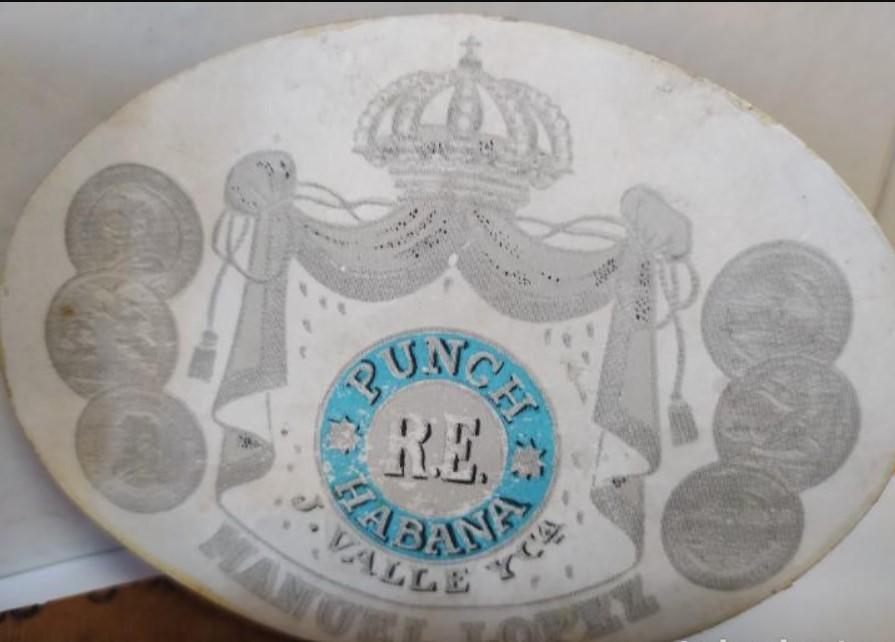 PUNCH
R.E.
HABANA
J. VALLE Y Cª
MANUEL LOPEZ